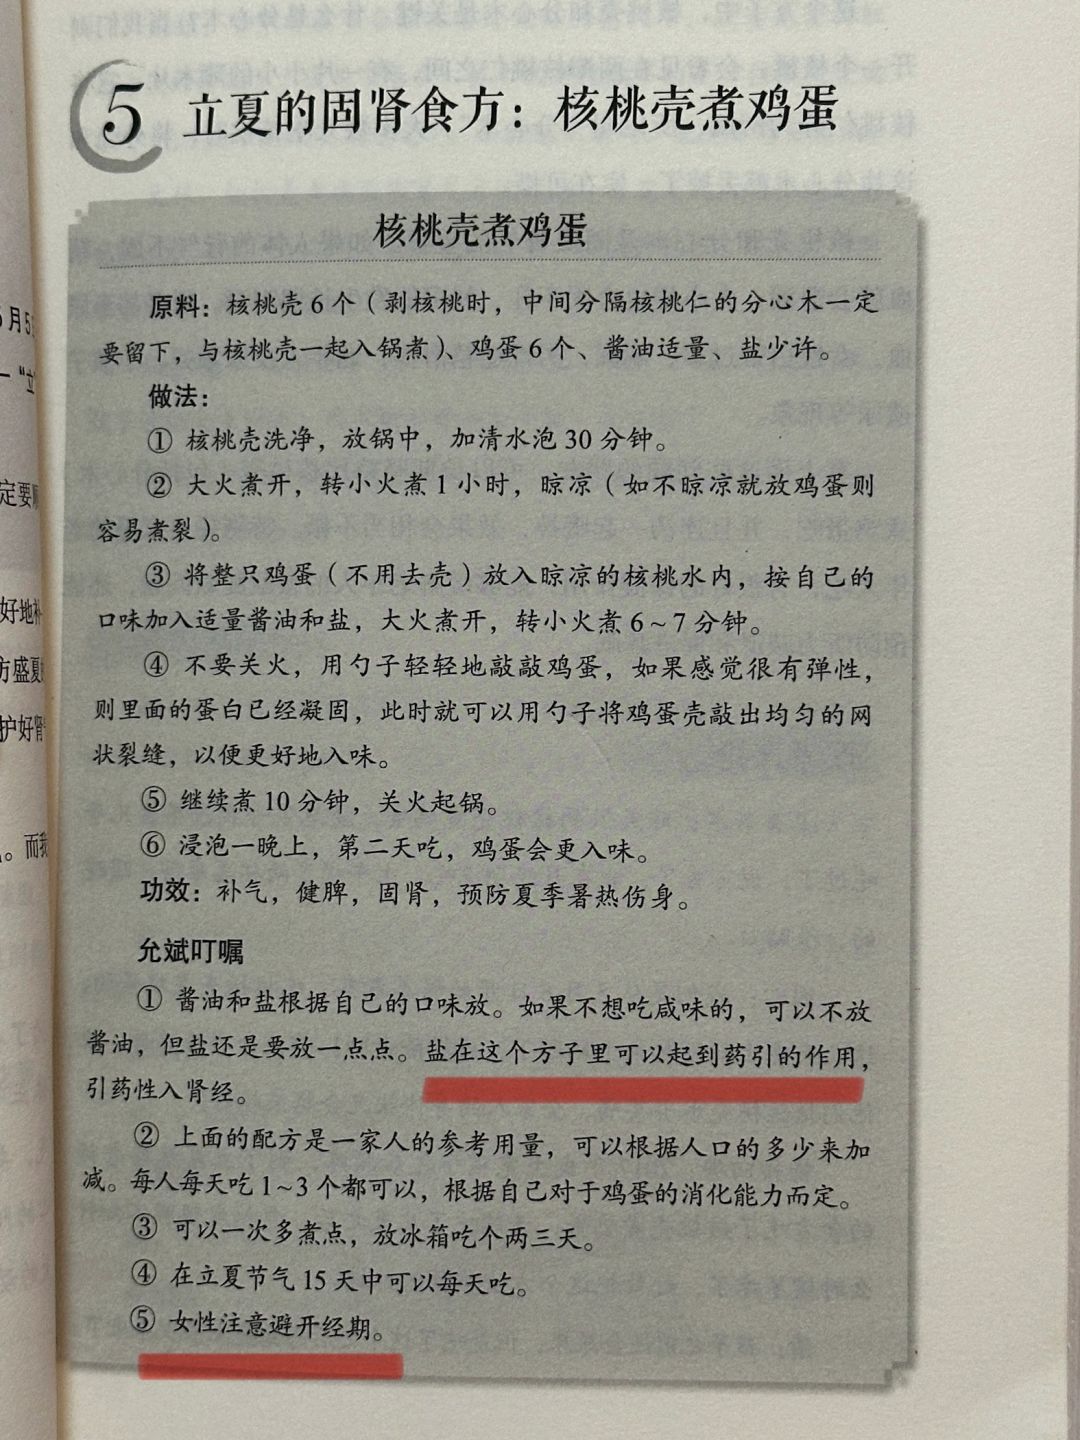 5 立夏的固肾食方：核桃壳煮鸡蛋
核桃壳煮鸡蛋
原料：核桃壳6个（剥核桃时，中间分隔核桃仁的分心木一定
要留下，与核桃壳一起入锅煮）、鸡蛋6个、酱油适量、盐少许。
做法：
① 核桃壳洗净，放锅中，加清水泡30分钟。
② 大火煮开，转小火煮1小时，晾凉（如不晾凉就放鸡蛋则
容易煮裂）。
③ 将整只鸡蛋（不用去壳）放入晾凉的核桃水内，按自己的
口味加入适量酱油和盐，大火煮开，转小火煮6~7分钟。
④ 不要关火，用勺子轻轻地敲敲鸡蛋，如果感觉很有弹性，
则里面的蛋白已经凝固，此时就可以用勺子将鸡蛋壳敲出均匀的网
状裂缝，以便更好地入味。
⑤ 继续煮10分钟，关火起锅。
⑥ 浸泡一晚上，第二天吃，鸡蛋会更入味。
功效：补气，健脾，固肾，预防夏季暑热伤身。
允斌叮嘱
① 酱油和盐根据自己的口味放。如果不想吃咸味的，可以不放
酱油，但盐还是要放一点点。盐在这个方子里可以起到药引的作用，
引药性入肾经。
② 上面的配方是一家人的参考用量，可以根据人口的多少来加
减。每人每天吃1~3个都可以，根据自己对于鸡蛋的消化能力而定。
③ 可以一次多煮点，放冰箱吃个两三天。
④ 在立夏节气15天中可以每天吃。
⑤ 女性注意避开经期。
月5
一“立
定要
好地补
方盛夏
护好肾
。而我